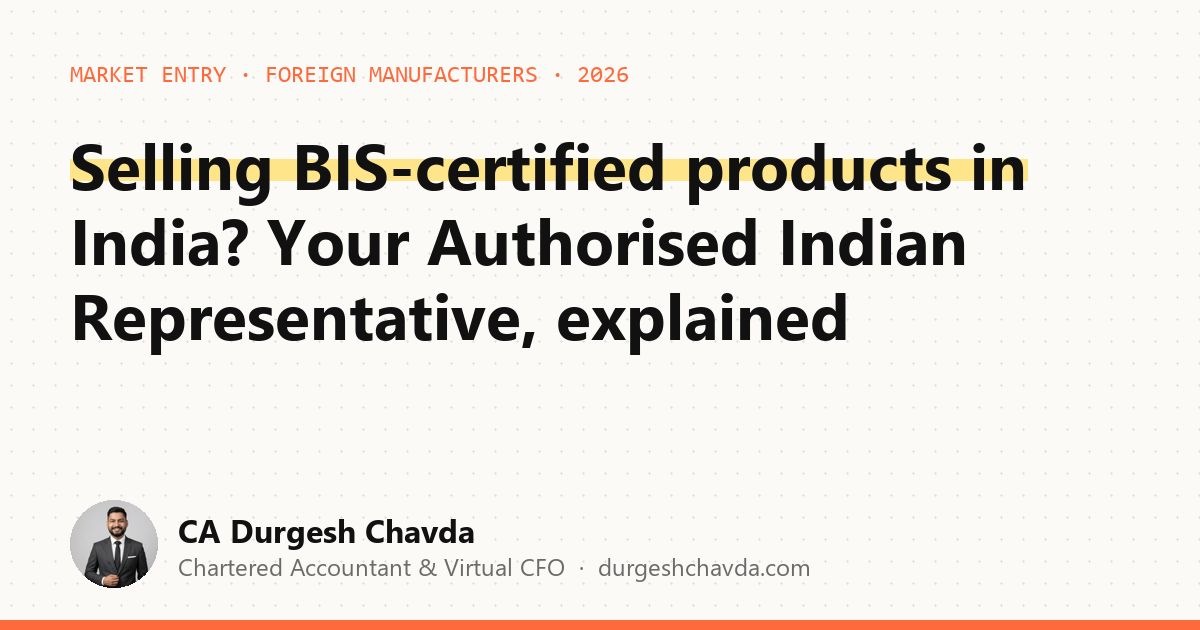 MARKET ENTRY · FOREIGN MANUFACTURERS · 2026
Selling BIS-certified products in
India? Your Authorised Indian
Representative, explained
CA Durgesh Chavda
Chartered Accountant & Virtual CFO · durgeshchavda.com